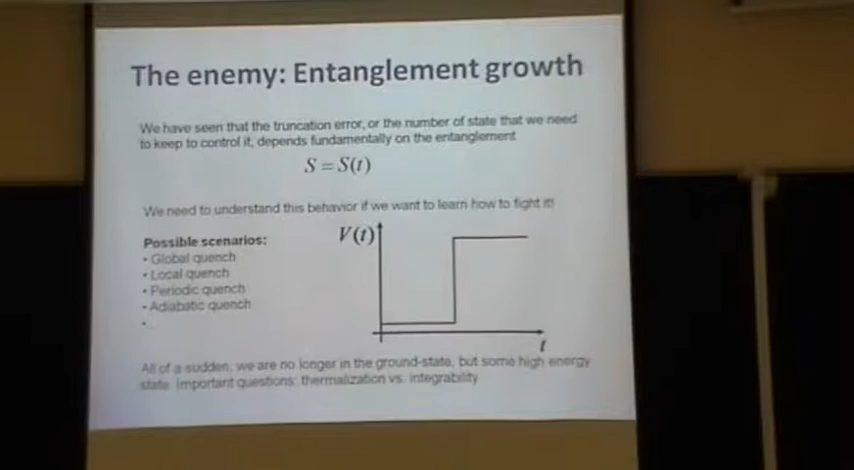 The enemy: Entanglement growth
We have seen that the truncation error, or the number of state that we need
to keep to control it, depends fundamentally on the entanglement
S = S(t)
We need to understand this behavior if we want to learn how to fight it!
Possible scenarios:
• Global quench
• Local quench
• Periodic quench
• Adiabatic quench
• ...
V(t)
t
All of a sudden, we are no longer in the ground-state, but some high energy
state. Important questions: thermalization vs. integrability